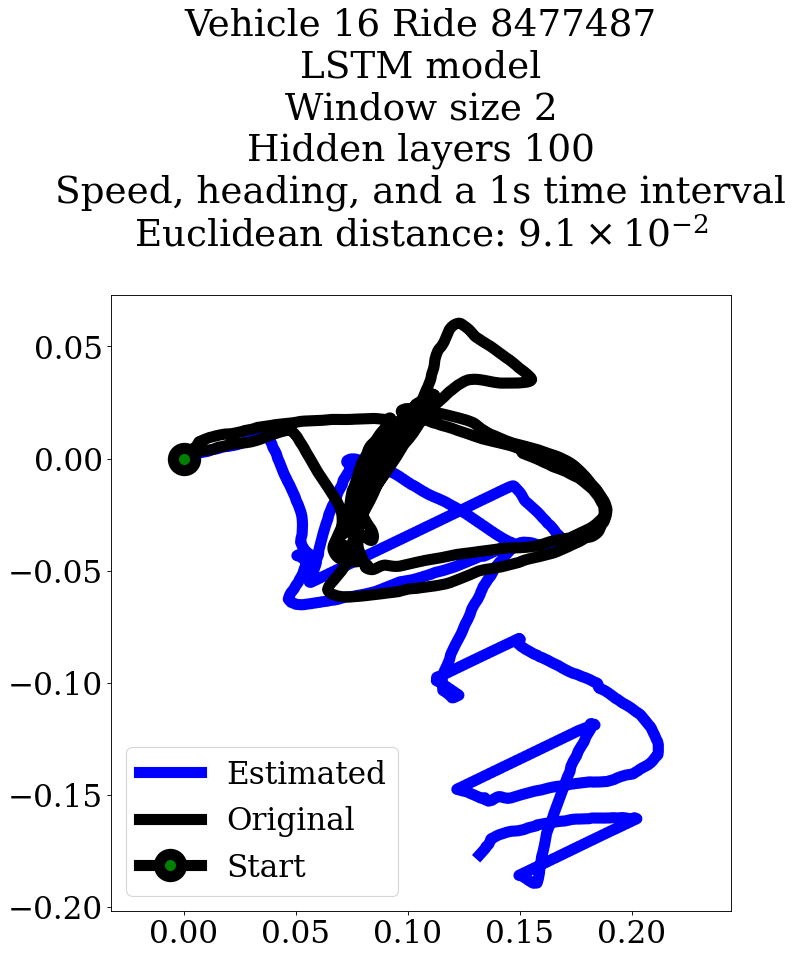 Vehicle 16 Ride 8477487
LSTM model
Window size 2
Hidden layers 100
Speed, heading, and a 1s time interval
Euclidean distance: 9.1 × 10⁻²
0.05
0.00
−0.05
−0.10
−0.15
−0.20
Estimated
Original
Start
0.00 0.05 0.10 0.15 0.20